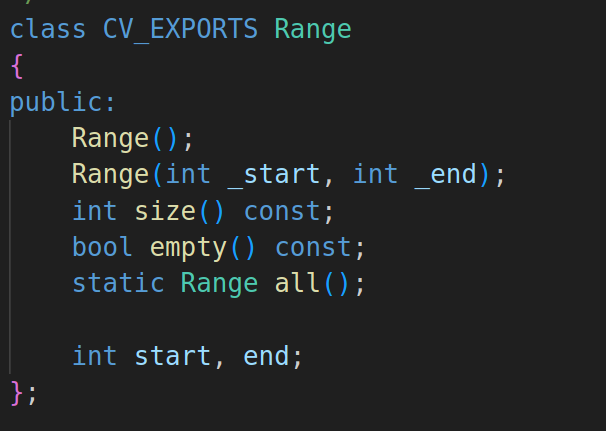 class CV_EXPORTS Range
{
public:
    Range();
    Range(int _start, int _end);
    int size() const;
    bool empty() const;
    static Range all();

    int start, end;
};